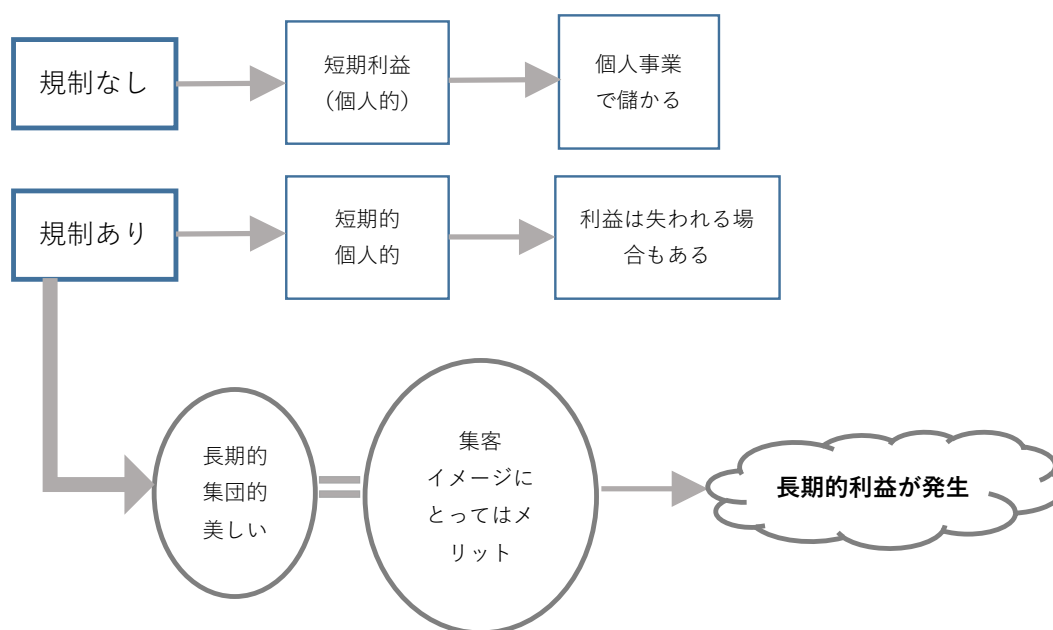 規制なし
短期利益
（個人的）
個人事業
で儲かる
規制あり
短期的
個人的
利益は失われる場
合もある
長期的
集団的
美しい
集客
イメージに
とってはメ
リット
長期的利益が発生